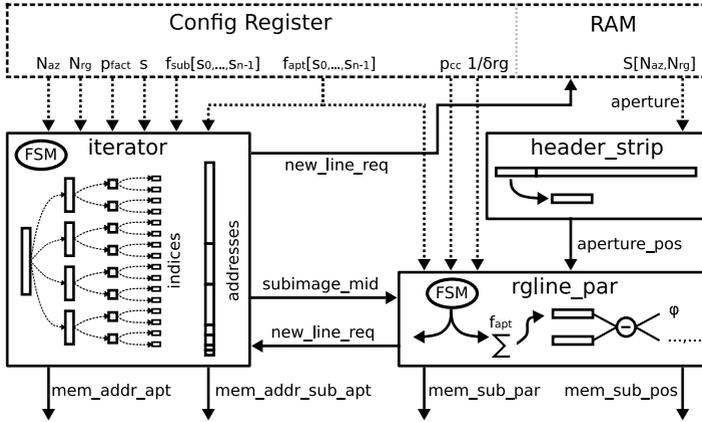 Config Register
RAM
Naz Nrg pfact s fsub[s0,...,sn-1] fapt[s0,...,sn-1] pcc 1/δrg S[Naz,Nrg]
aperture
FSM iterator
new_line_req
header_strip
indices
addresses
aperture_pos
subimage_mid
FSM rgline_par
new_line_req
fapt
∑
φ
...,...
mem_addr_apt mem_addr_sub_apt mem_sub_par mem_sub_pos